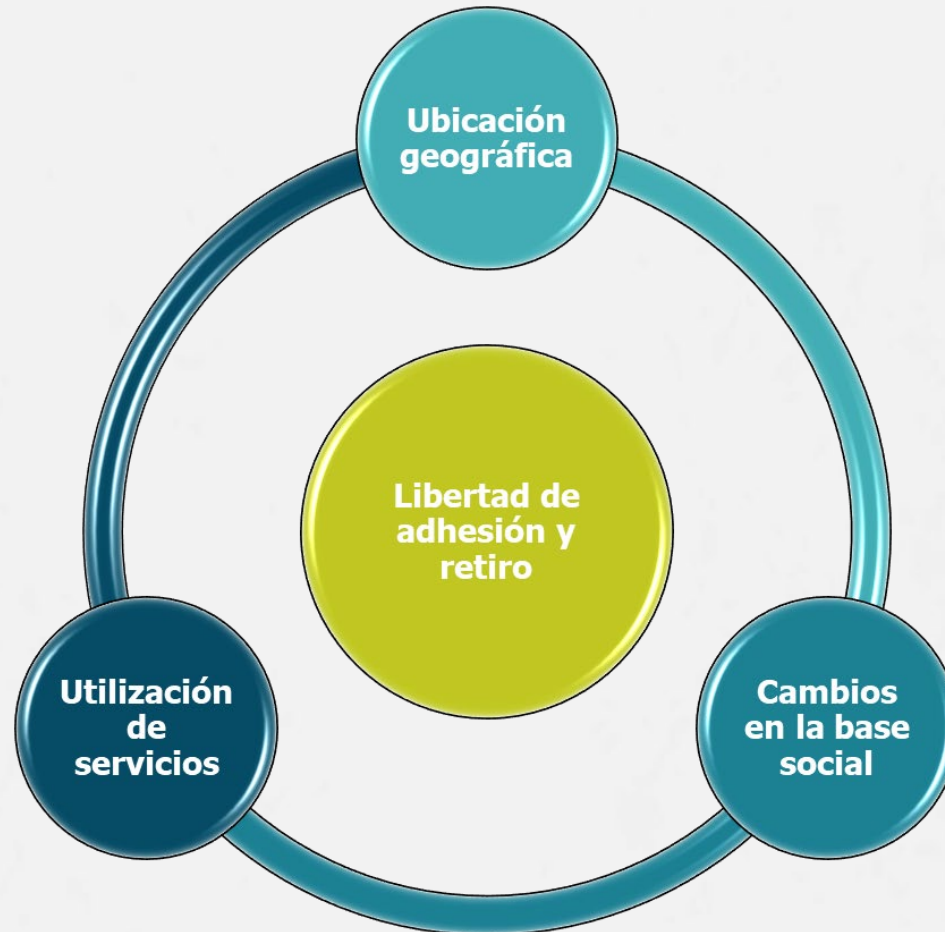 Ubicación
geográfica
Libertad de
adhesión y
retiro
Utilización
de
servicios
Cambios
en la base
social